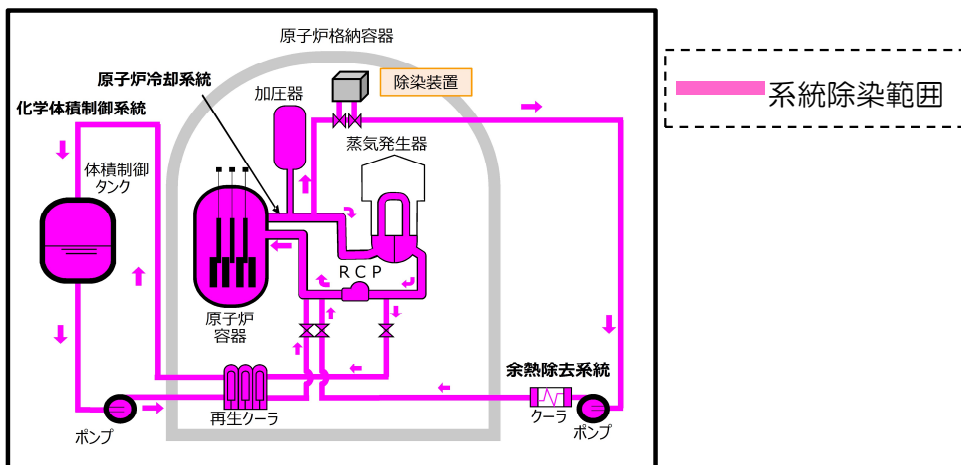 原子炉格納容器
原子炉冷却系統
除染装置
系統除染範囲
化学体積制御系統
加圧器
蒸気発生器
体積制御
タンク
ＲＣＰ
原子炉
容器
余熱除去系統
再生クーラ
クーラ
ポンプ
ポンプ